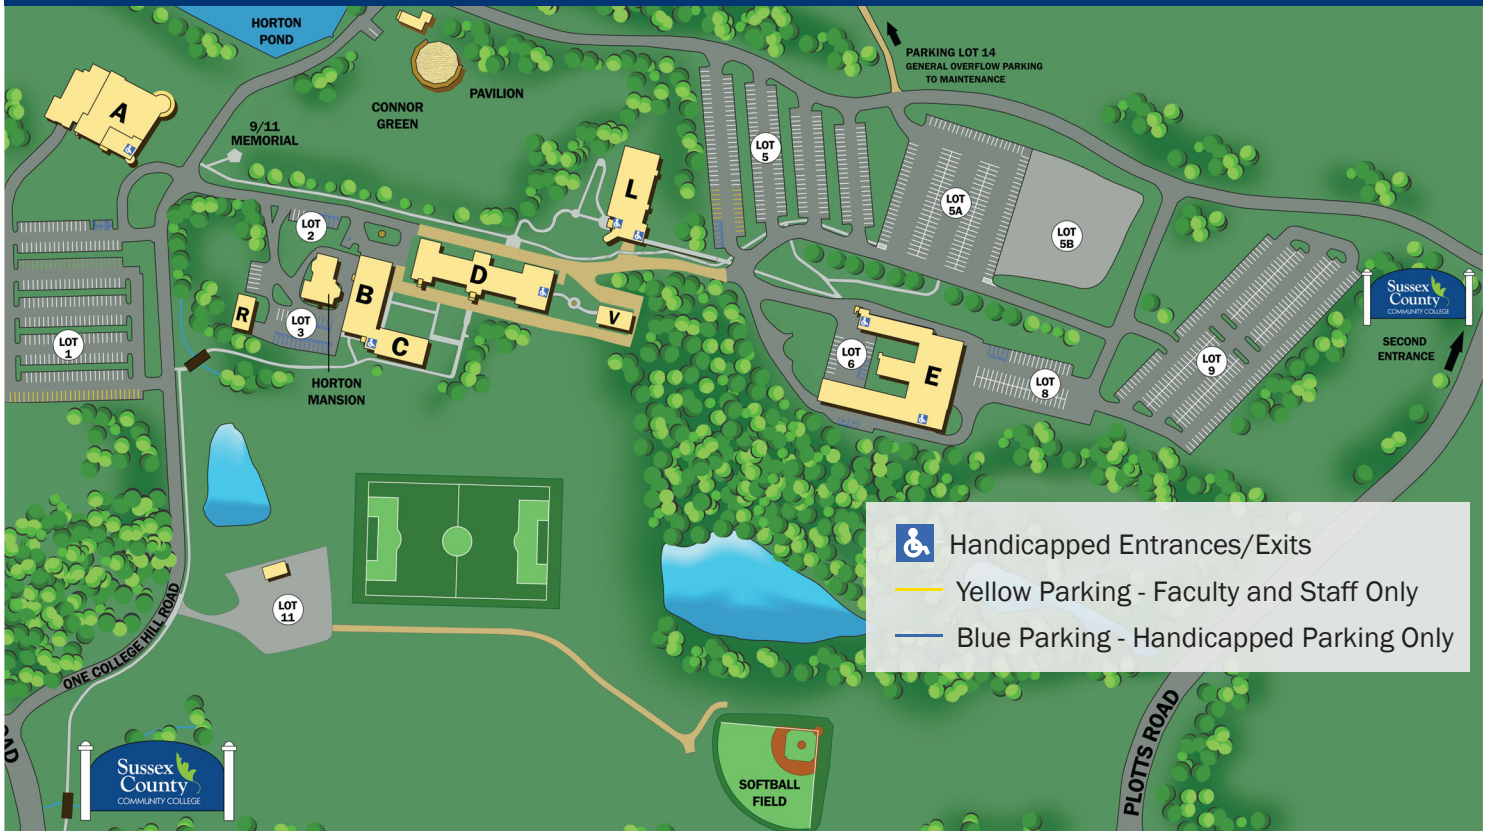 HORTON
POND
PARKING LOT 14
GENERAL OVERFLOW PARKING
TO MAINTENANCE
PAVILION
CONNOR
GREEN
A
9/11
MEMORIAL
LOT
5
L
LOT
5A
LOT
5B
LOT
2
D
B
R
LOT
3
C
V
HORTON
MANSION
LOT
1
LOT
6
E
LOT
8
LOT
9
Sussex
County
COMMUNITY COLLEGE
SECOND
ENTRANCE
Handicapped Entrances/Exits
Yellow Parking - Faculty and Staff Only
Blue Parking - Handicapped Parking Only
LOT
11
ONE COLLEGE HILL ROAD
PLOTTS ROAD
Sussex
County
COMMUNITY COLLEGE
SOFTBALL
FIELD